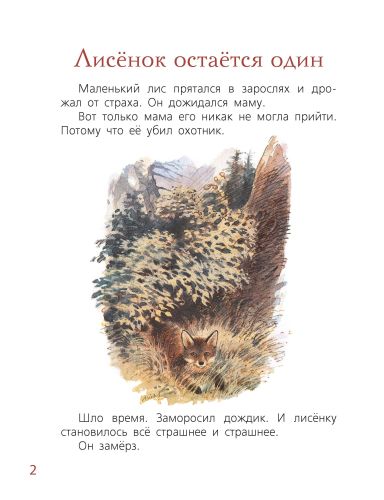 Лисёнок остаётся один
Маленький лис прятался в зарослях и дро-
жал от страха. Он дожидался маму.
Вот только мама его никак не могла прийти.
Потому что её убил охотник.
Шло время. Заморосил дождик. И лисёнку
становилось всё страшнее и страшнее.
Он замёрз.
2